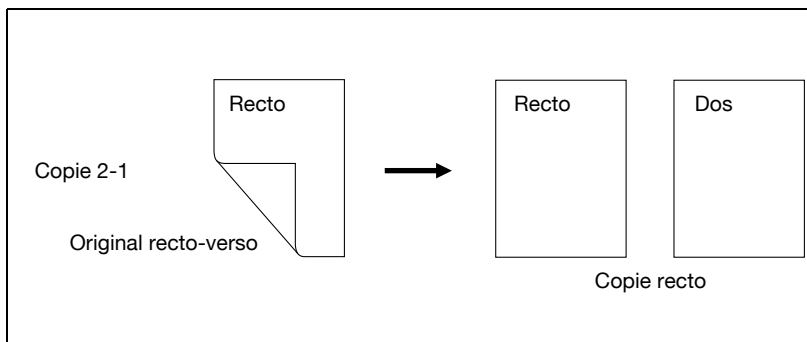 Recto
Recto
Dos
Copie 2-1
Original recto-verso
Copie recto